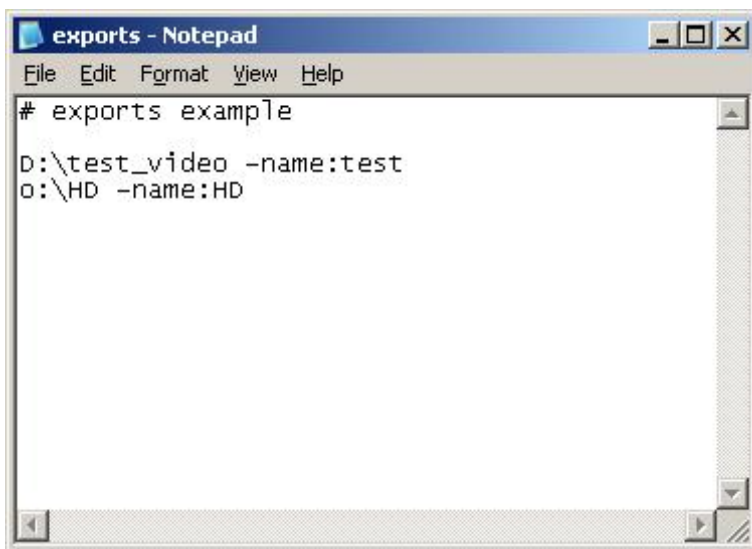 exports - Notepad
File Edit Format View Help
# exports example
D:\test_video -name:test
o:\HD -name:HD